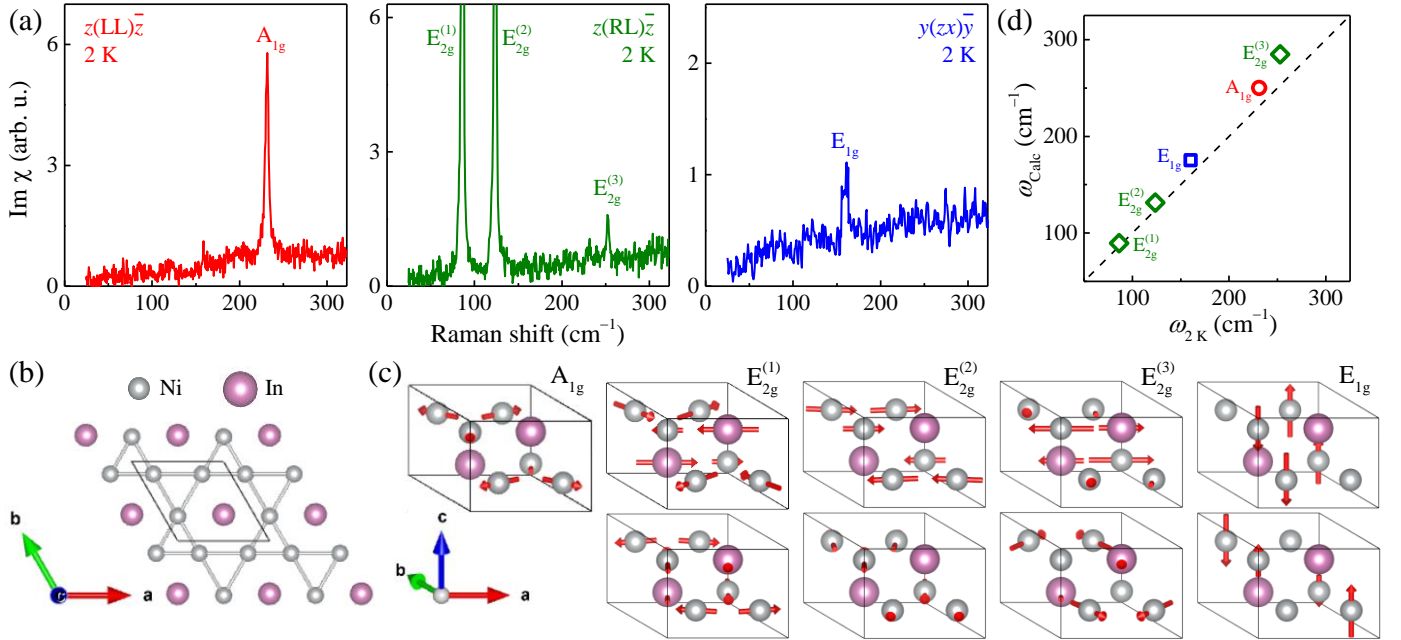 (a)
z(LL)z̄
2 K
A1g
Im χ (arb. u.)
6
3
0
0 100 200 300
E2g(1)
E2g(2)
z(RL)z̄
2 K
E2g(3)
6
3
0
0 100 200 300
y(zx)ȳ
2 K
E1g
2
1
0
0 100 200 300
Raman shift (cm−1)
(d)
300
200
100
ωCalc (cm−1)
E2g(3)
A1g
E1g
E2g(2)
E2g(1)
100 200 300
ω2 K (cm−1)
(b)
Ni
In
b
c
a
(c)
A1g
E2g(1)
E2g(2)
E2g(3)
E1g
c
b
a